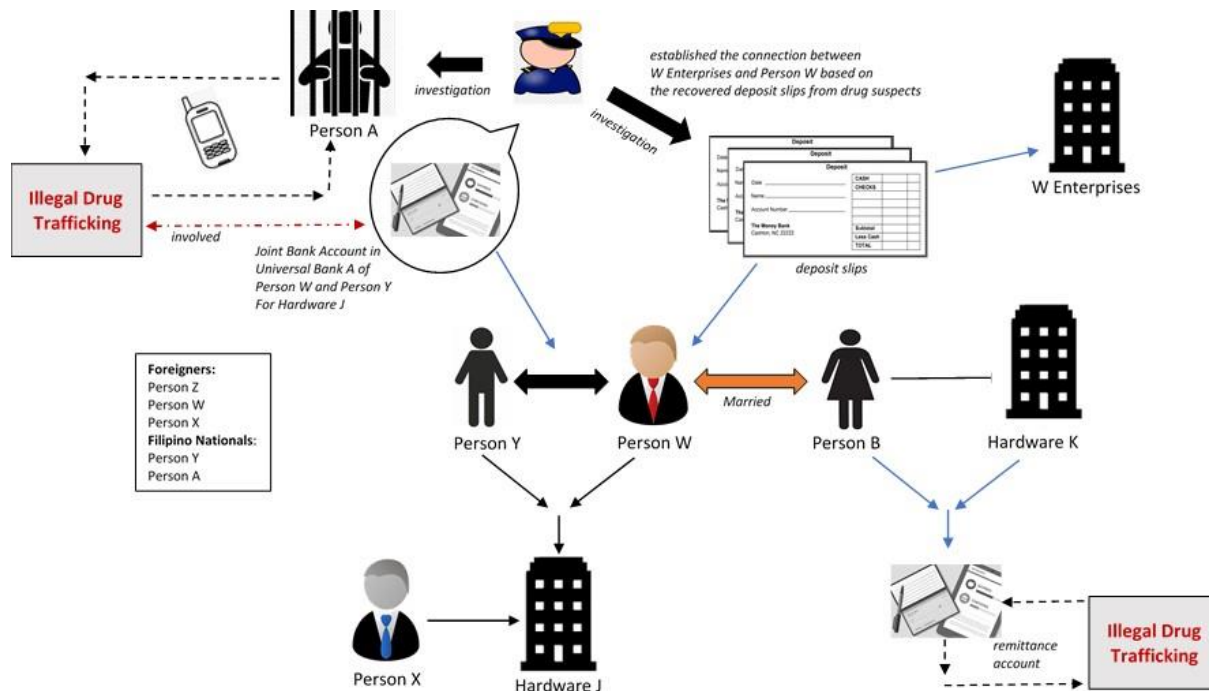 established the connection between
W Enterprises and Person W based on
the recovered deposit slips from drug suspects
investigation
Person A
investigation
Illegal Drug
Trafficking
involved
Joint Bank Account in
Universal Bank A of
Person W and Person Y
For Hardware J
Deposit
Deposit
Deposit
Date
Name
Account Number
The Money Bank
Castron, NC 22222
CASH
CHECKS
Subtotal
Less Cash
TOTAL
deposit slips
W Enterprises
Foreigners:
Person Z
Person W
Person X
Filipino Nationals:
Person Y
Person A
Person Y
Person W
Married
Person B
Hardware K
Person X
Hardware J
remittance
account
Illegal Drug
Trafficking